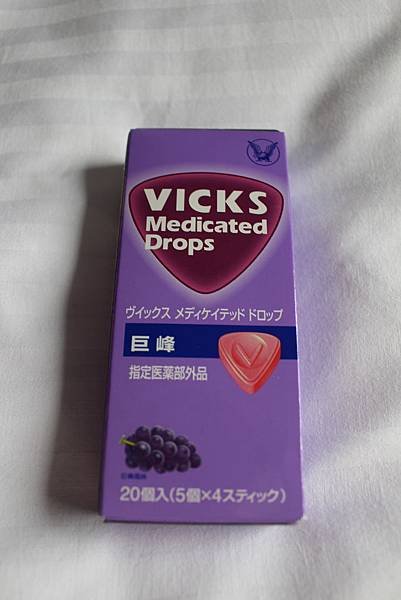 VICKS
Medicated
Drops
ヴイックス メディケイテッド ドロップ
巨峰
指定医薬部外品
20個入(5個×4スティック)